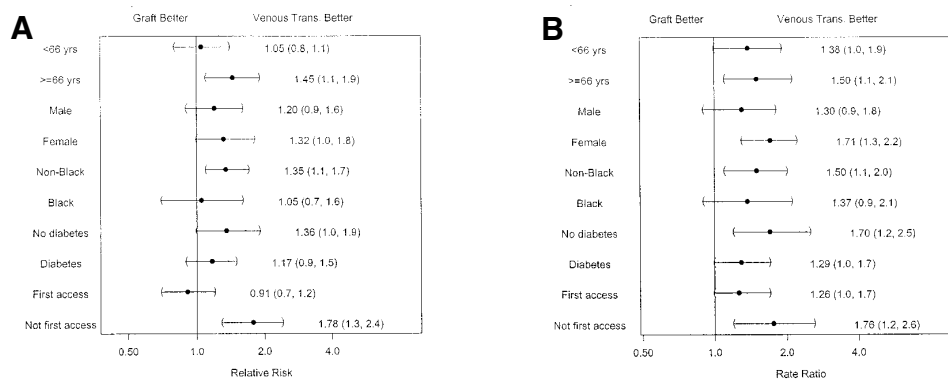 A
Graft Better Venous Trans. Better
<66 yrs 1.05 (0.8, 1.1)
>=66 yrs 1.45 (1.1, 1.9)
Male 1.20 (0.9, 1.6)
Female 1.32 (1.0, 1.8)
Non-Black 1.35 (1.1, 1.7)
Black 1.05 (0.7, 1.6)
No diabetes 1.36 (1.0, 1.9)
Diabetes 1.17 (0.9, 1.5)
First access 0.91 (0.7, 1.2)
Not first access 1.78 (1.3, 2.4)
0.50 1.0 2.0 4.0
Relative Risk
B
Graft Better Venous Trans. Better
<66 yrs 1.38 (1.0, 1.9)
>=66 yrs 1.50 (1.1, 2.1)
Male 1.30 (0.9, 1.8)
Female 1.71 (1.3, 2.2)
Non-Black 1.50 (1.1, 2.0)
Black 1.37 (0.9, 2.1)
No diabetes 1.70 (1.2, 2.5)
Diabetes 1.29 (1.0, 1.7)
First access 1.26 (1.0, 1.7)
Not first access 1.76 (1.2, 2.6)
0.50 1.0 2.0 4.0
Rate Ratio